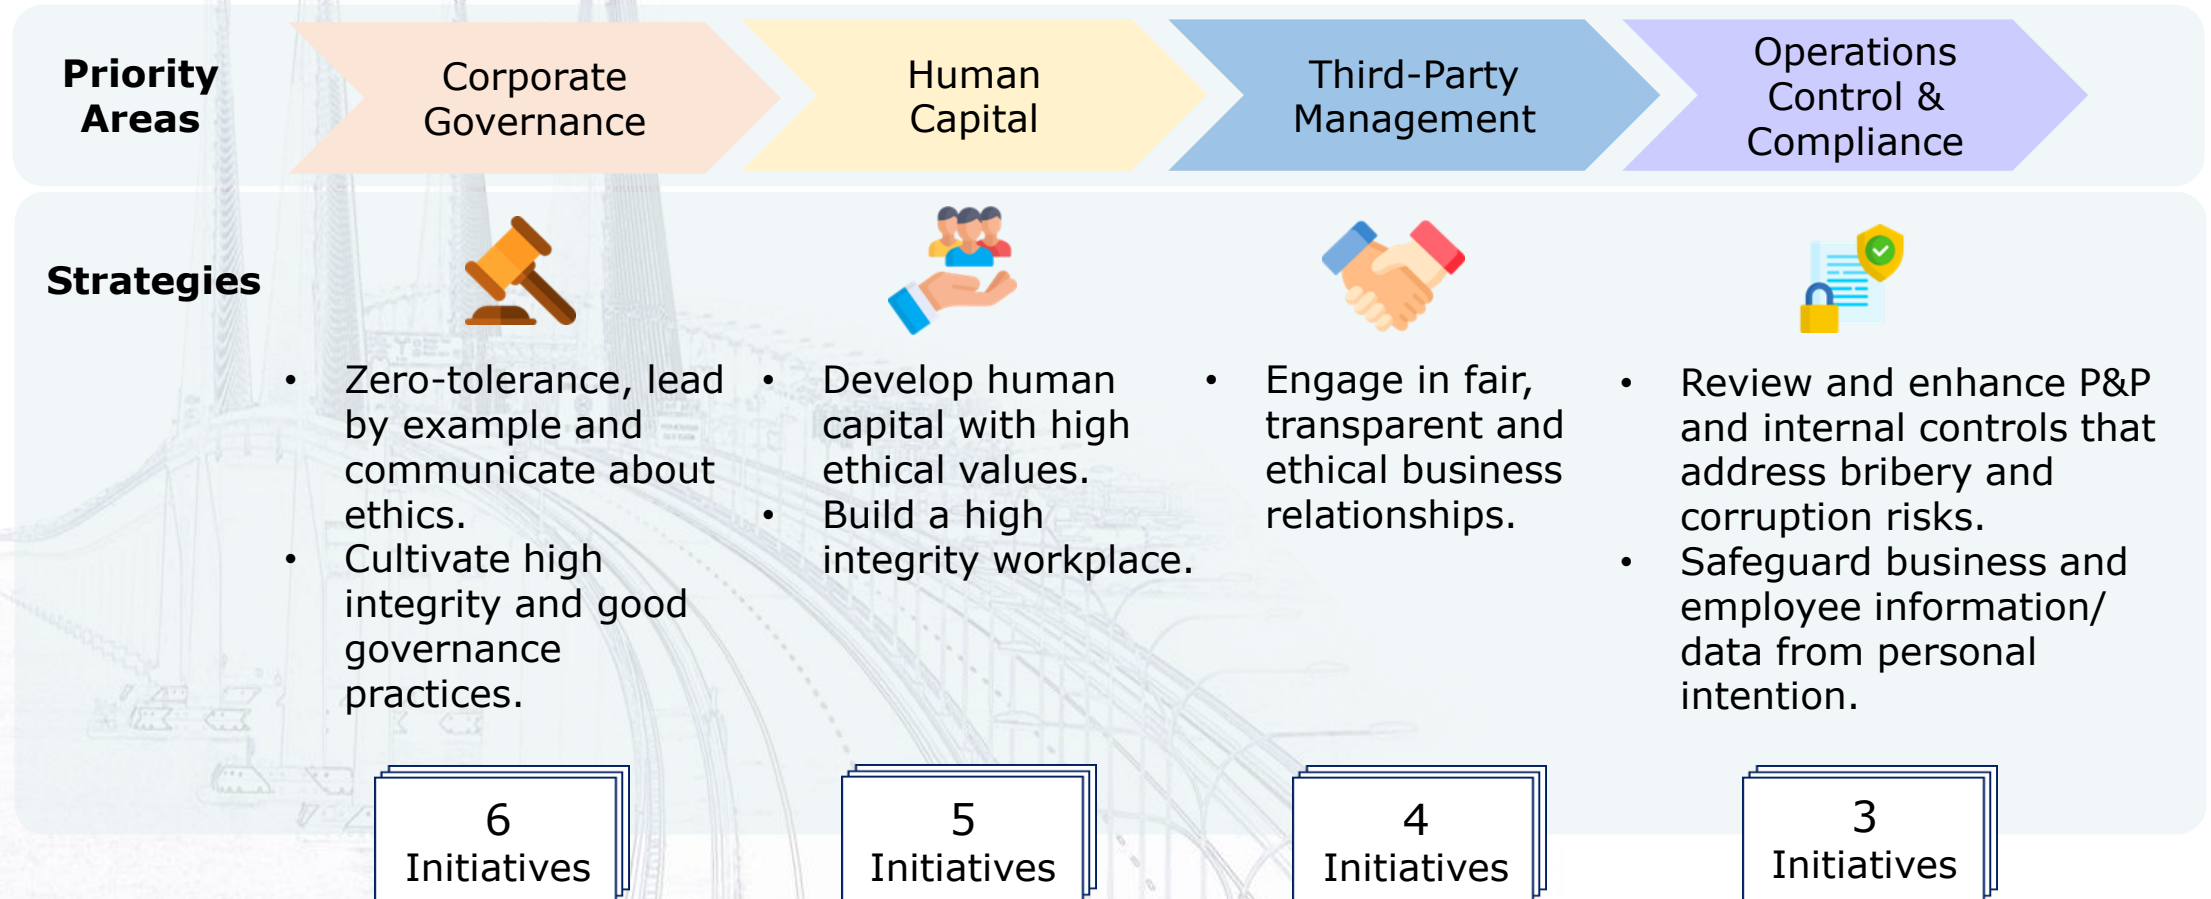 Priority
Areas
Corporate
Governance
Human
Capital
Third-Party
Management
Operations
Control &
Compliance
Strategies
• Zero-tolerance, lead
by example and
communicate about
ethics.
• Cultivate high
integrity and good
governance
practices.
• Develop human
capital with high
ethical values.
• Build a high
integrity workplace.
• Engage in fair,
transparent and
ethical business
relationships.
• Review and enhance P&P
and internal controls that
address bribery and
corruption risks.
• Safeguard business and
employee information/
data from personal
intention.
6
Initiatives
5
Initiatives
4
Initiatives
3
Initiatives